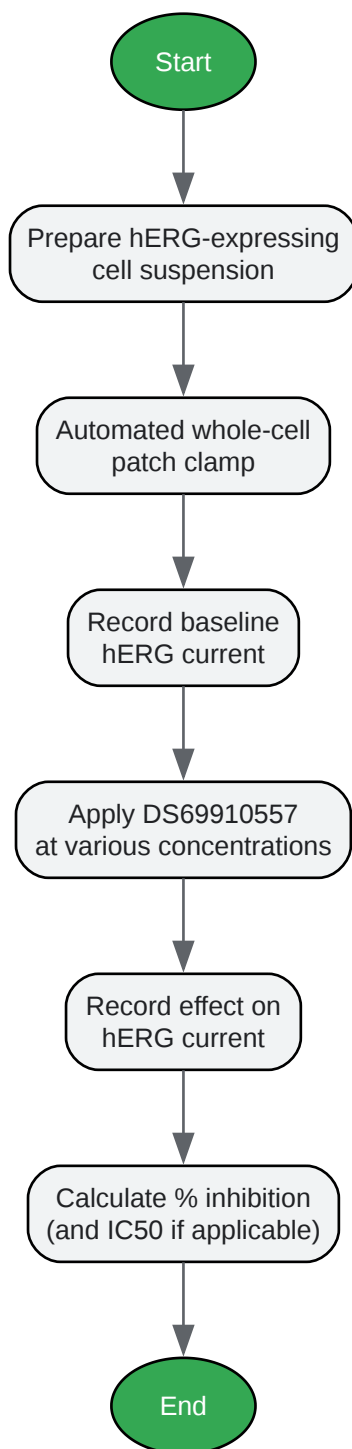 Start
Prepare hERG-expressing
cell suspension
Automated whole-cell
patch clamp
Record baseline
hERG current
Apply DS69910557
at various concentrations
Record effect on
hERG current
Calculate % inhibition
(and IC50 if applicable)
End